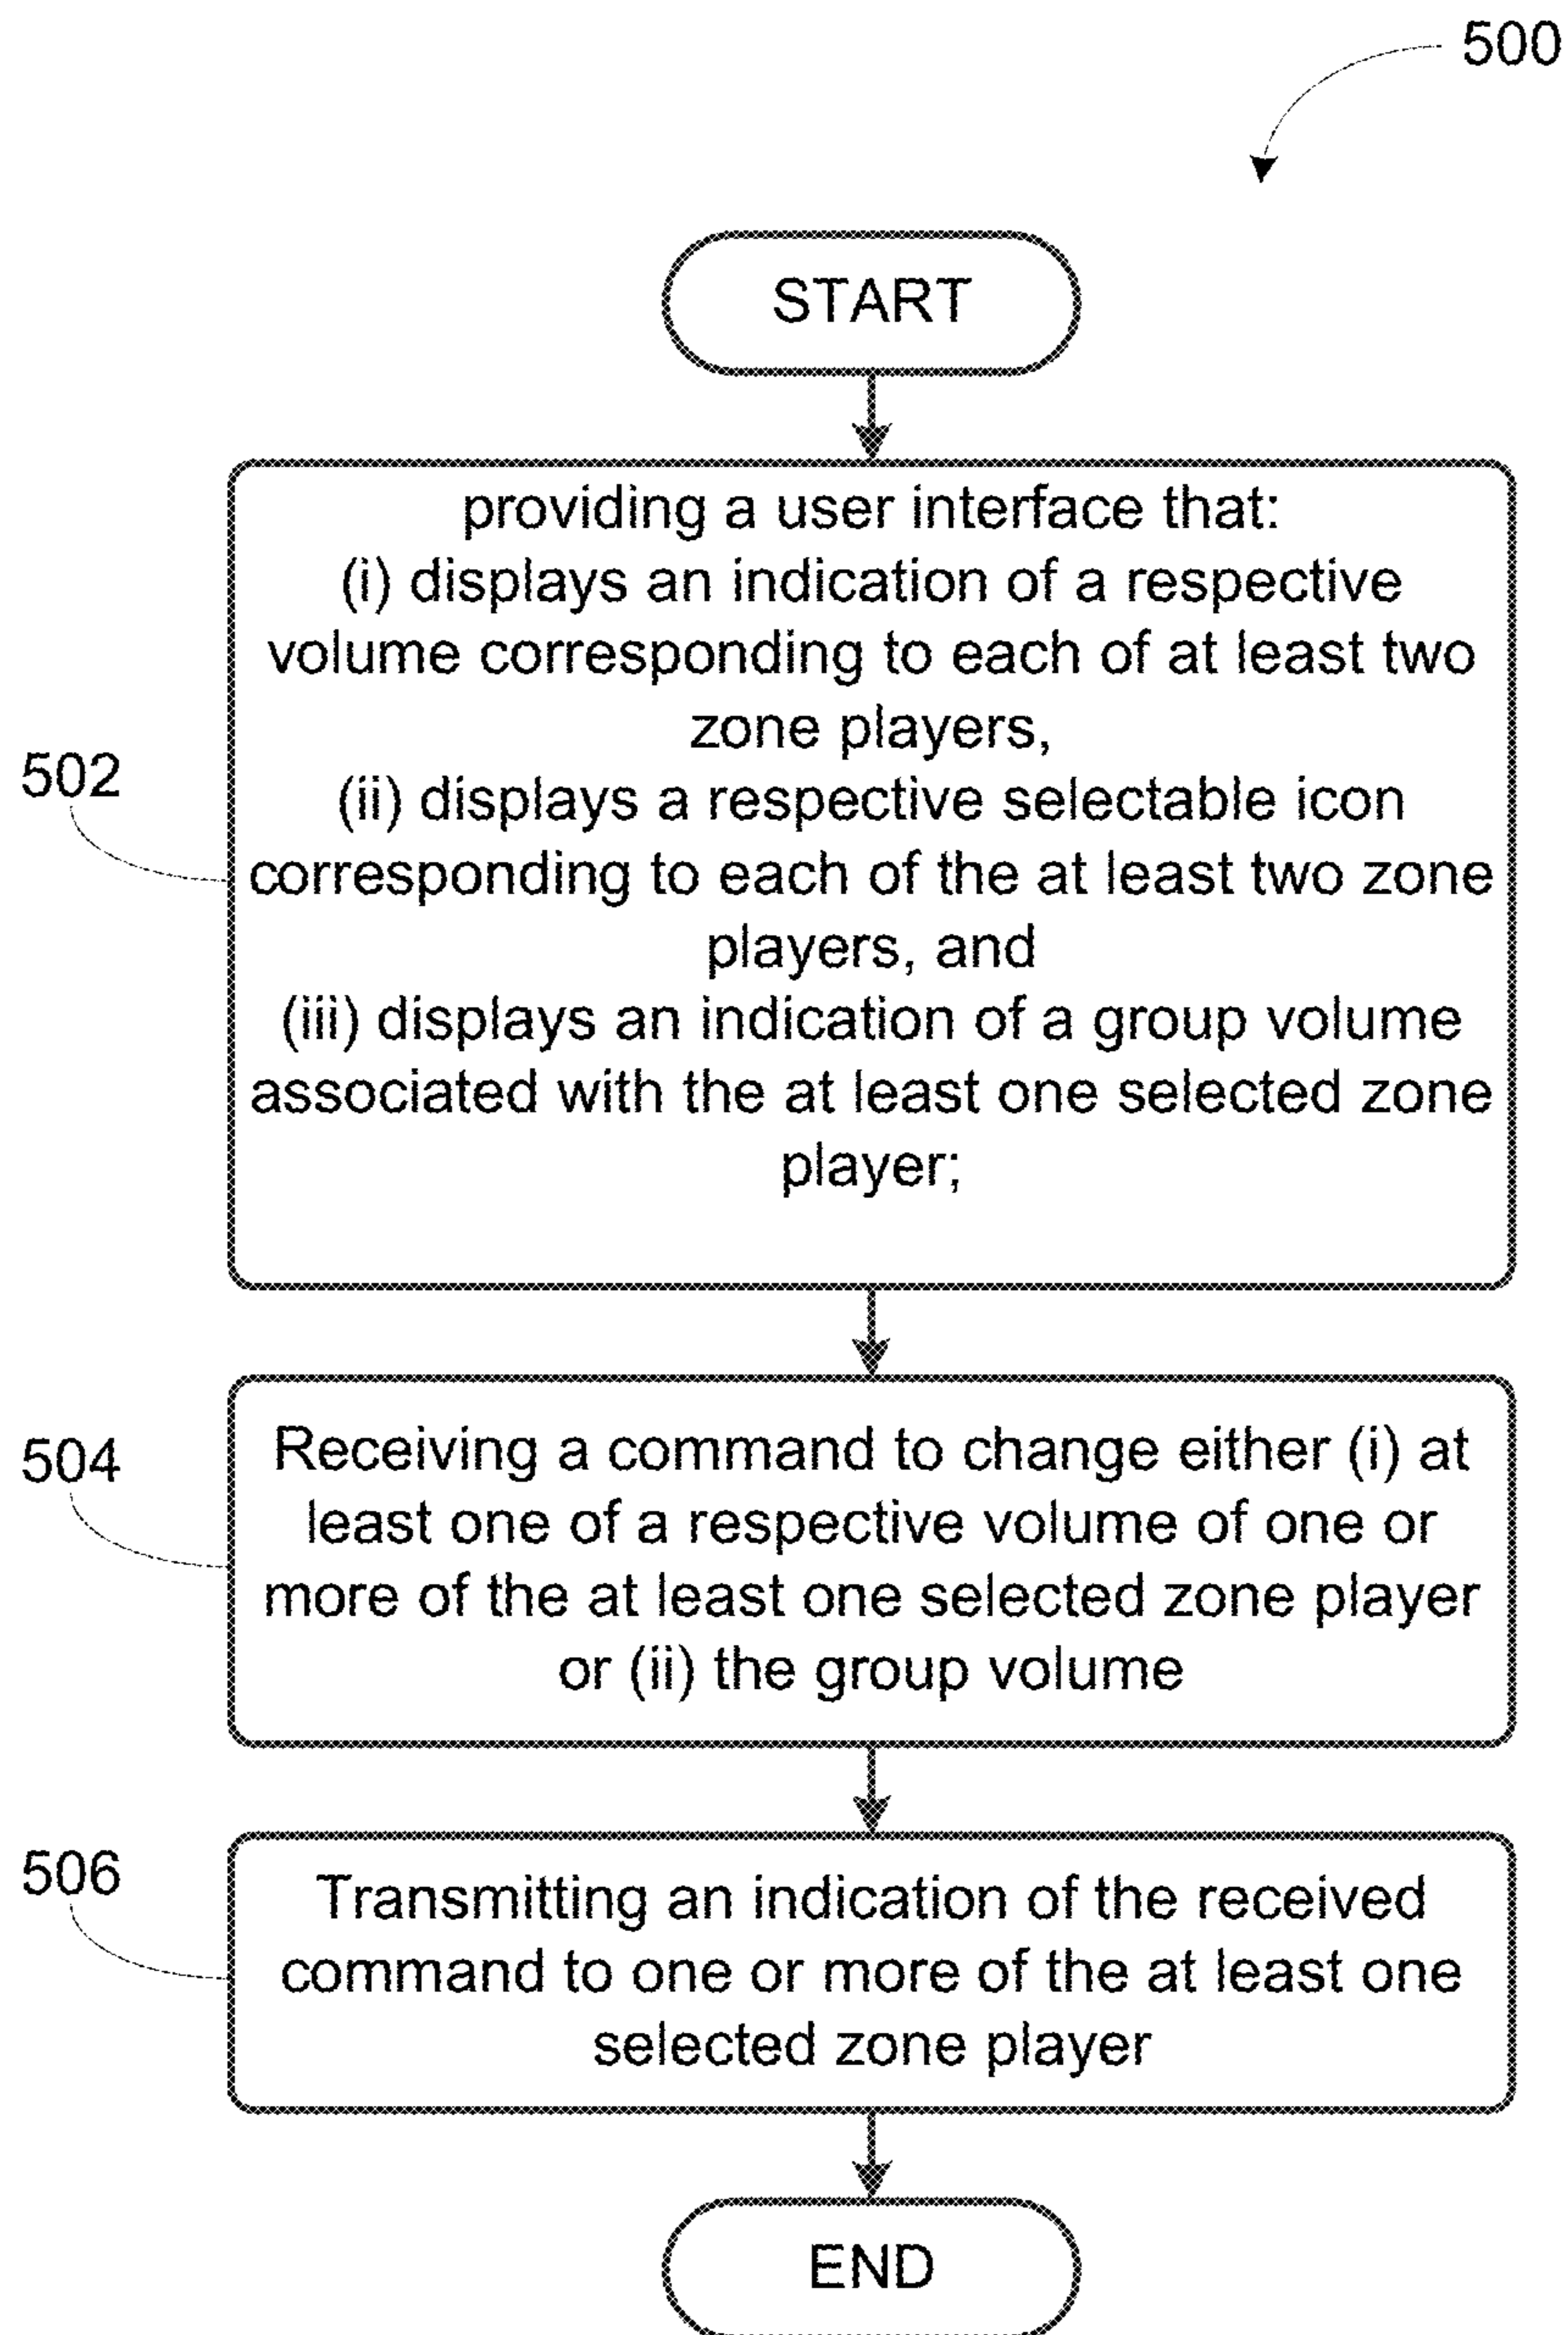 500
START
providing a user interface that:
(i) displays an indication of a respective
volume corresponding to each of at least two
zone players,
(ii) displays a respective selectable icon
corresponding to each of the at least two zone
players, and
(iii) displays an indication of a group volume
associated with the at least one selected zone
player;
502
Receiving a command to change either (i) at
least one of a respective volume of one or
more of the at least one selected zone player
or (ii) the group volume
504
Transmitting an indication of the received
command to one or more of the at least one
selected zone player
506
END